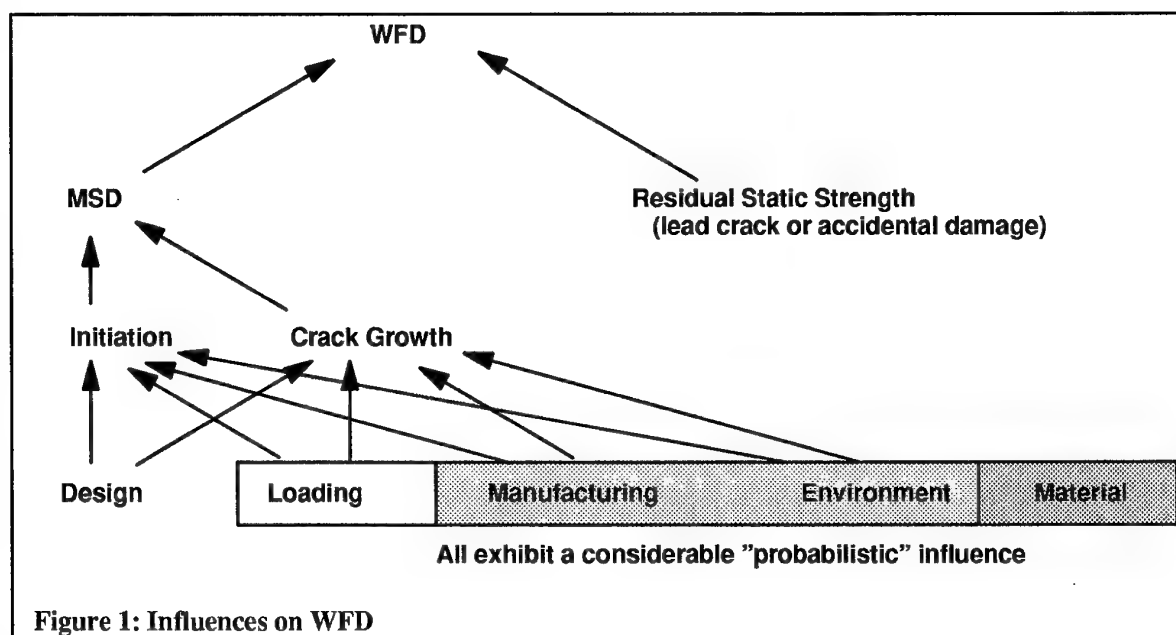 WFD
MSD
Residual Static Strength
(lead crack or accidental damage)
Initiation
Crack Growth
Design
Loading
Manufacturing
Environment
Material
All exhibit a considerable ”probabilistic” influence
Figure 1: Influences on WFD